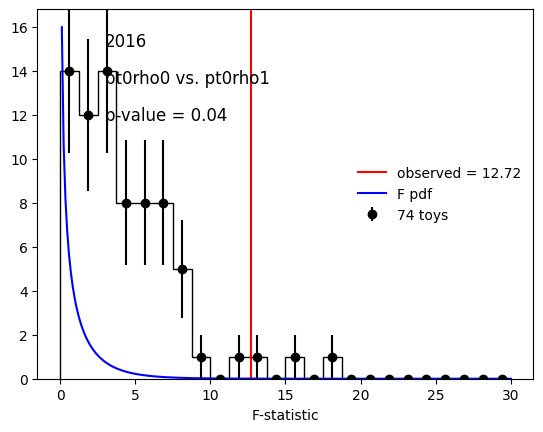 2016
pt0rho0 vs. pt0rho1
p-value = 0.04
observed = 12.72
F pdf
74 toys
16
14
12
10
8
6
4
2
0
0 5 10 15 20 25 30
F-statistic